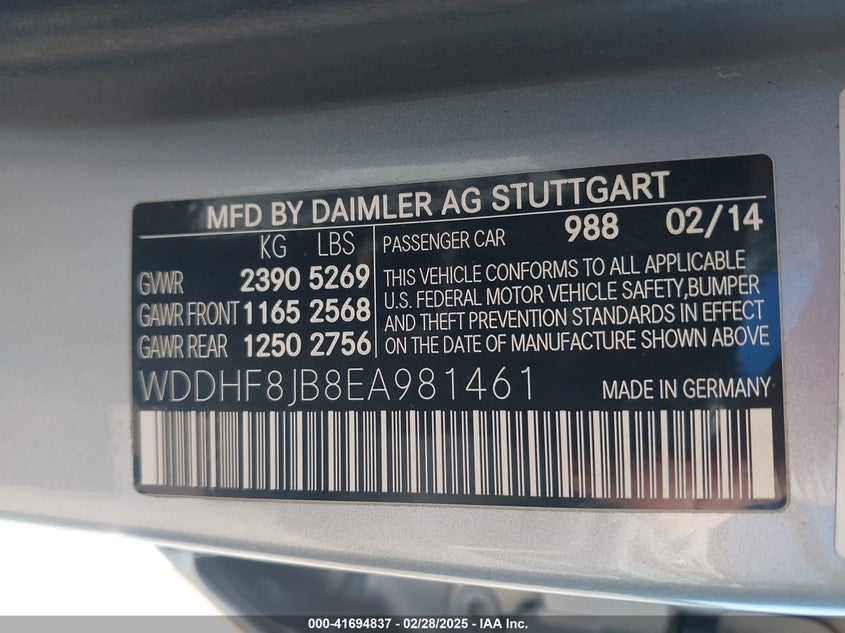 MFD BY DAIMLER AG STUTTGART
KG LBS
GVWR 2390 5269
GAWR FRONT 1165 2568
GAWR REAR 1250 2756
PASSENGER CAR 988 02/14
THIS VEHICLE CONFORMS TO ALL APPLICABLE
U.S. FEDERAL MOTOR VEHICLE SAFETY,BUMPER
AND THEFT PREVENTION STANDARDS IN EFFECT
ON THE DATE OF MANUFACTURE SHOWN ABOVE
WDDHF8JB8EA981461 MADE IN GERMANY
000-41694837 - 02/28/2025 - IAA Inc.